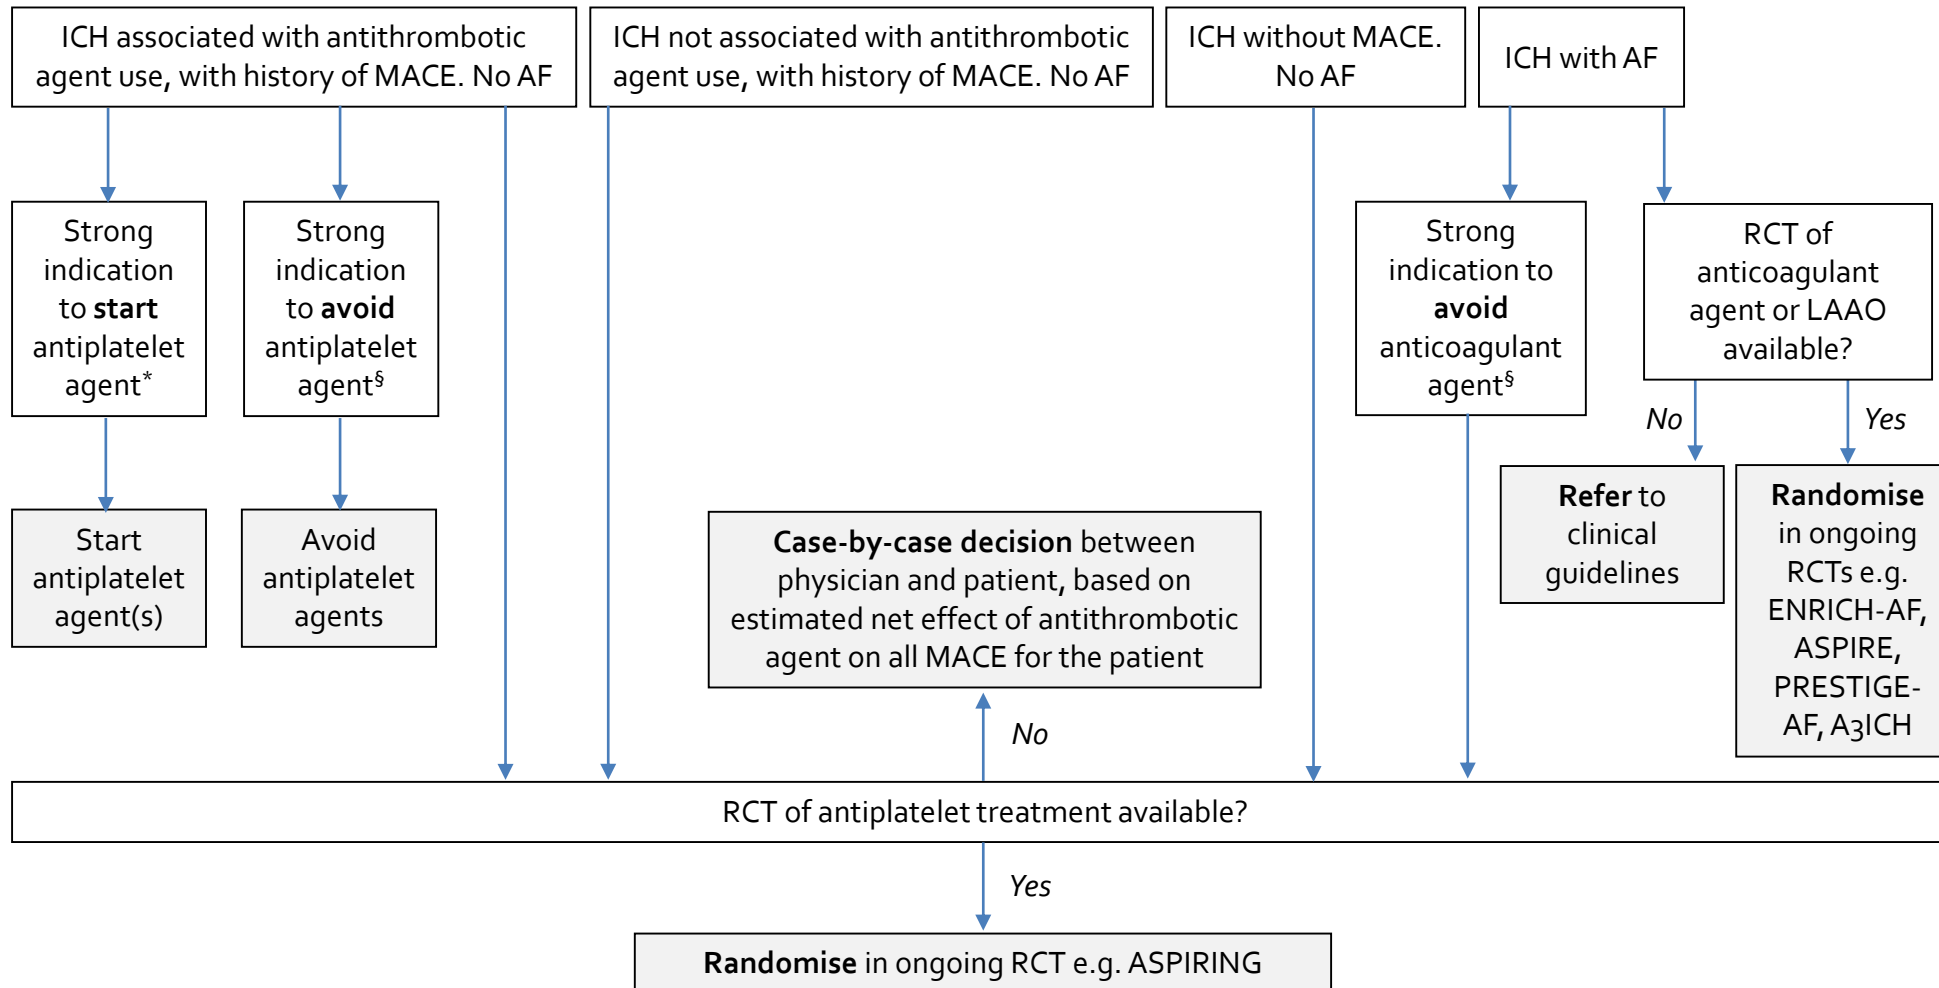 ICH associated with antithrombotic
agent use, with history of MACE. No AF
ICH not associated with antithrombotic
agent use, with history of MACE. No AF
ICH without MACE.
No AF
ICH with AF
Strong
indication
to start
antiplatelet
agent*
Strong
indication
to avoid
antiplatelet
agent§
Strong
indication to
avoid
anticoagulant
agent§
RCT of
anticoagulant
agent or LAAO
available?
No
Yes
Start
antiplatelet
agent(s)
Avoid
antiplatelet
agents
Case-by-case decision between
physician and patient, based on
estimated net effect of antithrombotic
agent on all MACE for the patient
Refer to
clinical
guidelines
Randomise
in ongoing
RCTs e.g.
ENRICH-AF,
ASPIRE,
PRESTIGE-
AF, A3ICH
No
RCT of antiplatelet treatment available?
Yes
Randomise in ongoing RCT e.g. ASPIRING